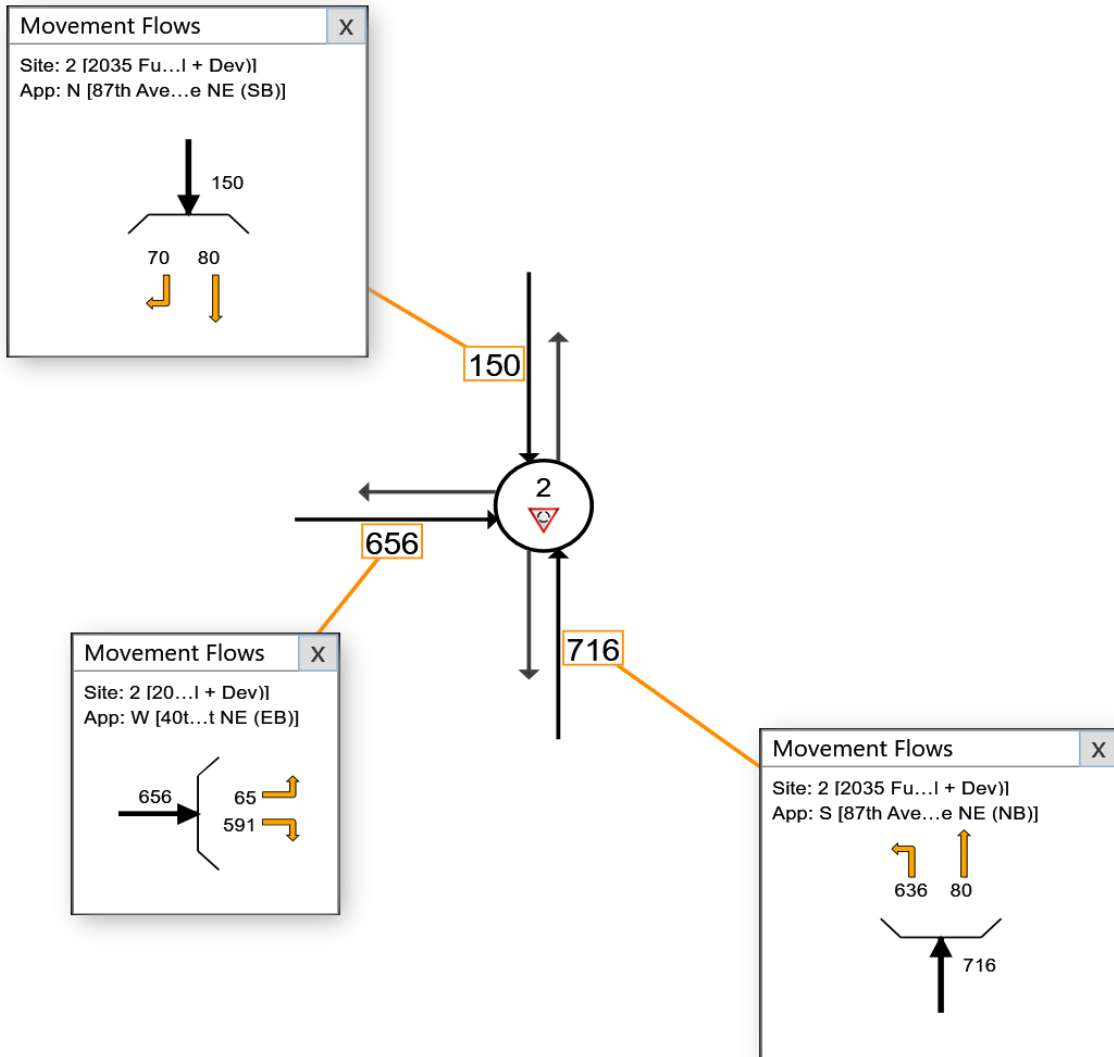 Movement Flows X
Site: 2 [2035 Fu...l + Dev)]
App: N [87th Ave...e NE (SB)]
150
70 80
150
2
656
716
Movement Flows X
Site: 2 [20...l + Dev)]
App: W [40t...t NE (EB)]
656
65
591
Movement Flows X
Site: 2 [2035 Fu...l + Dev)]
App: S [87th Ave...e NE (NB)]
636 80
716